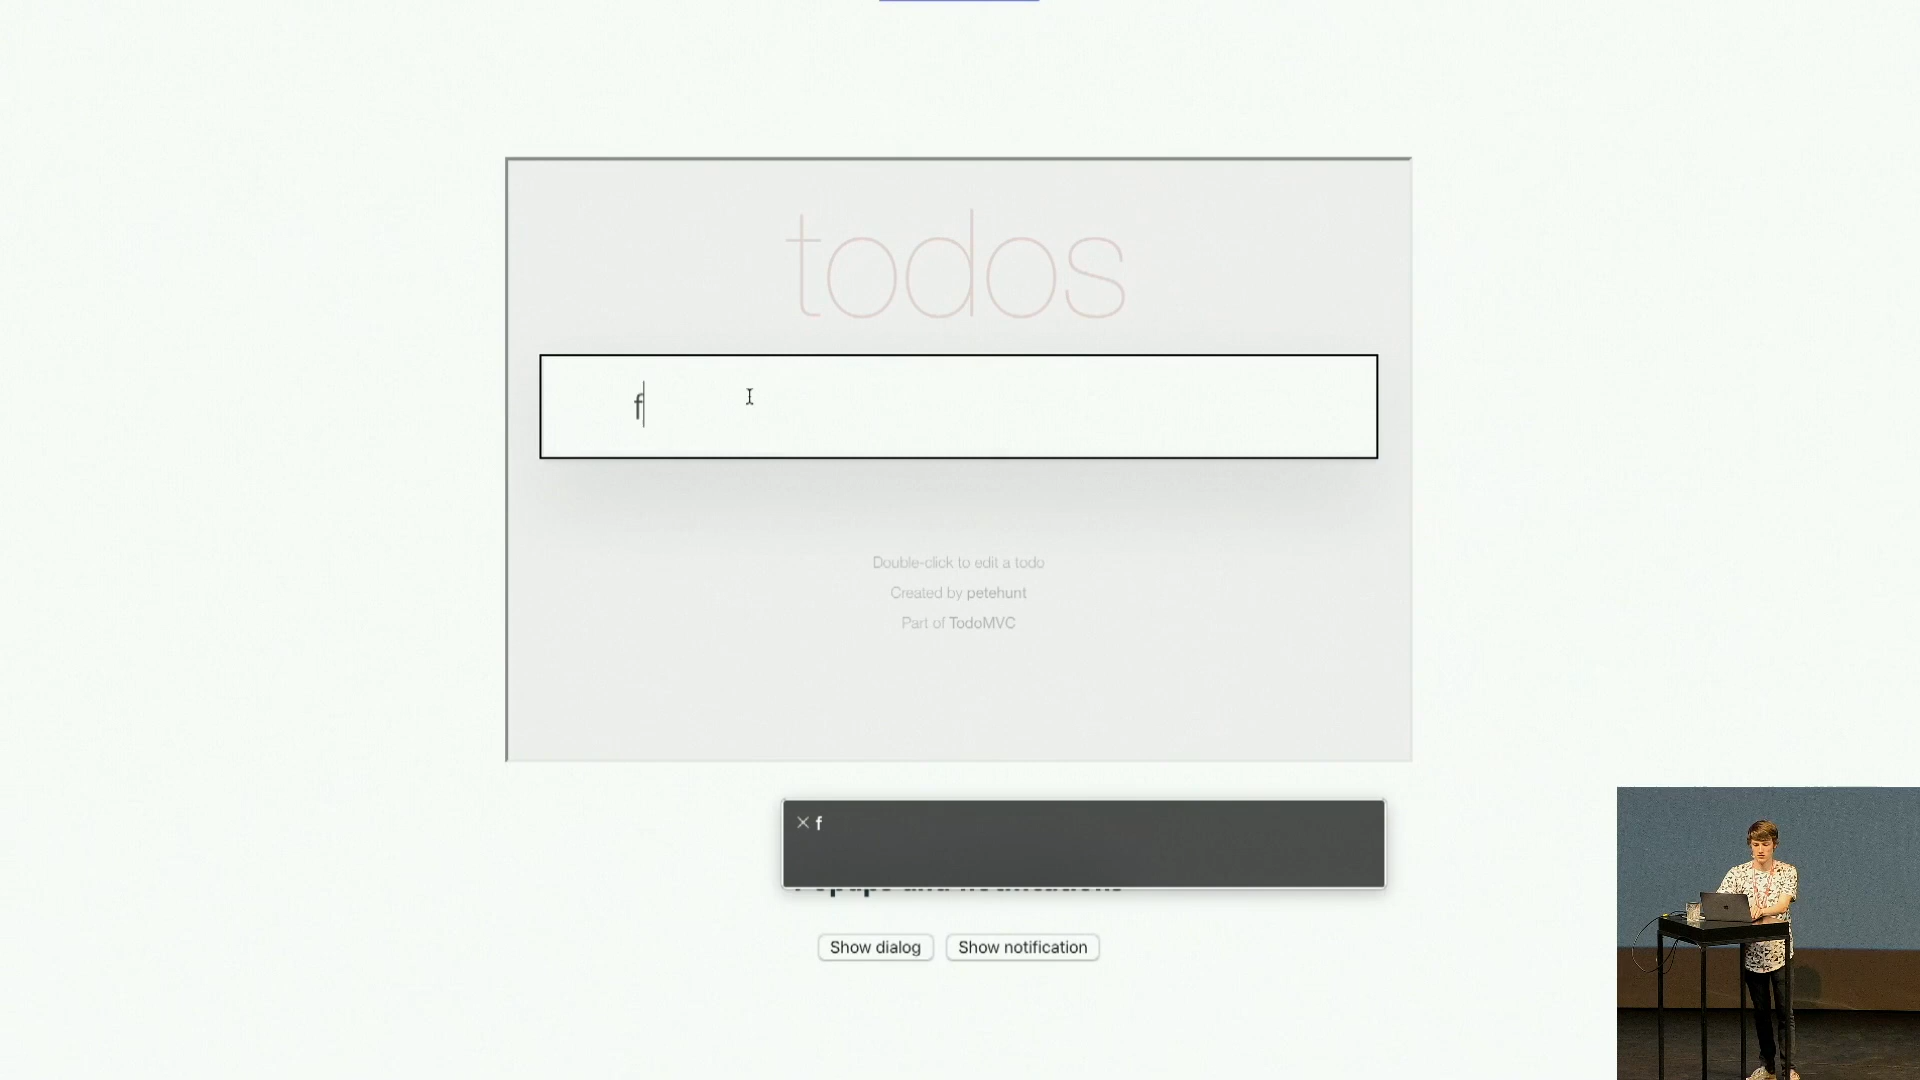 todos
f
Double-click to edit a todo
Created by petehunt
Part of TodoMVC
× f
Show dialog
Show notification